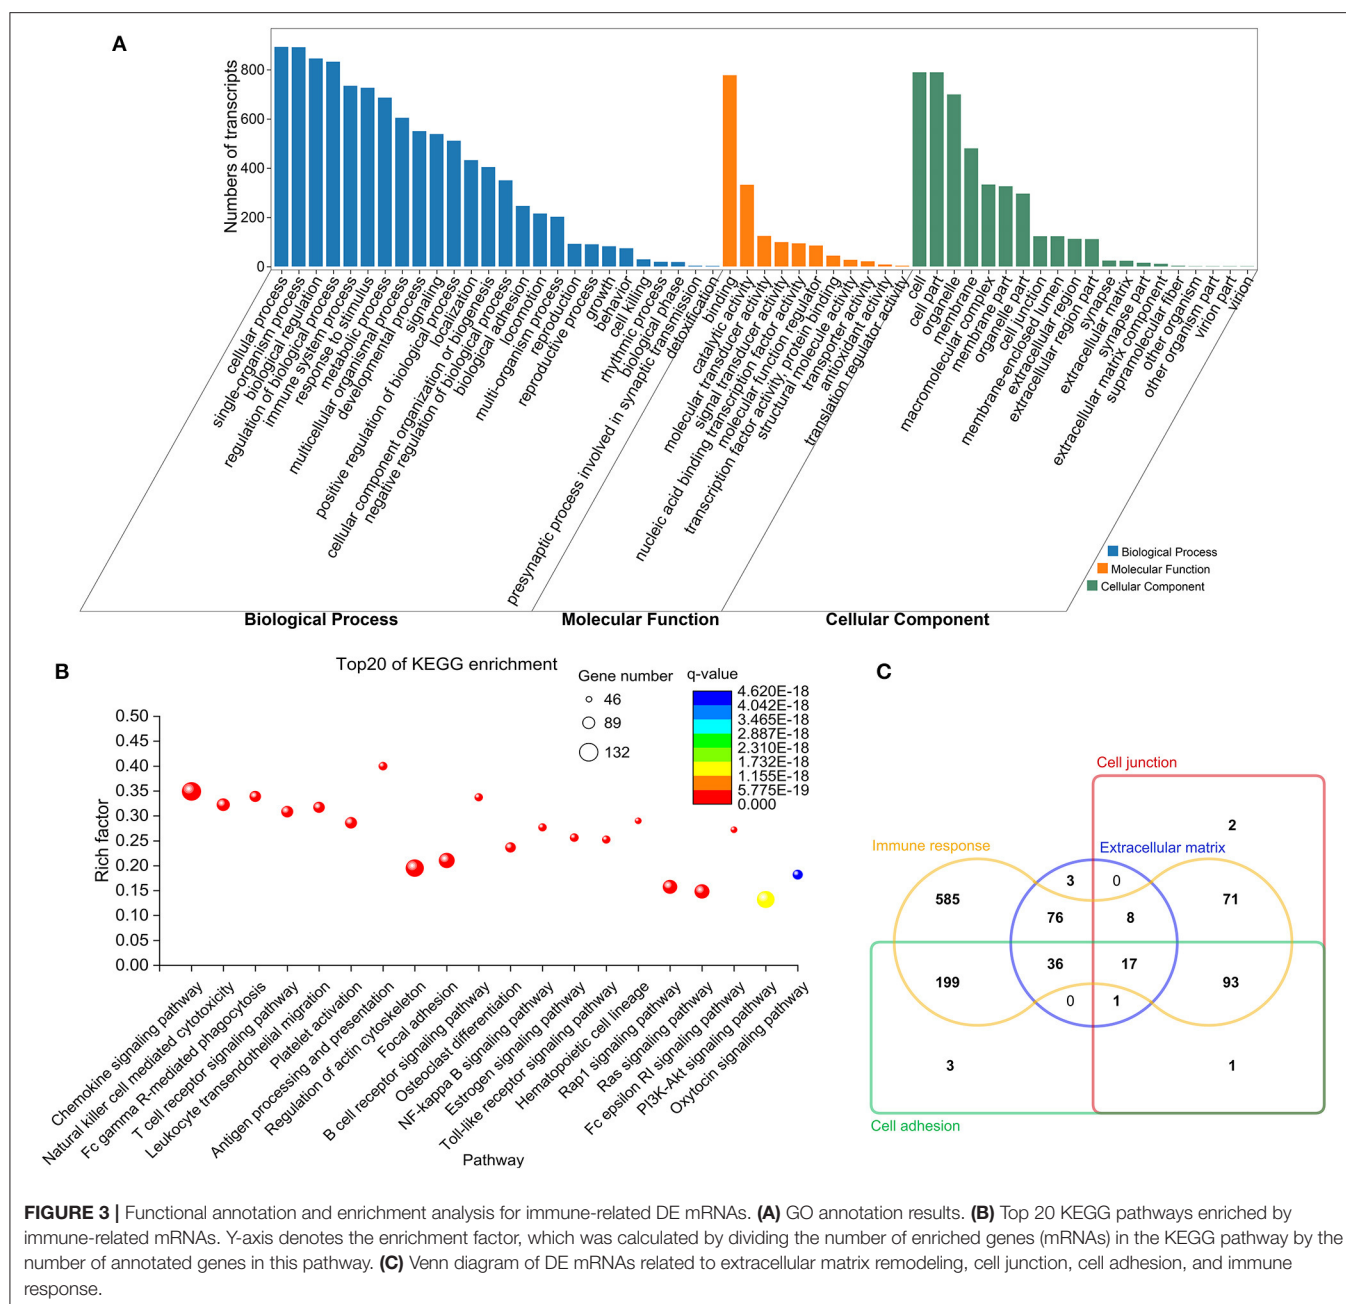 A
Numbers of transcripts
800
600
400
200
0
cellular process
single-organism process
biological regulation
regulation of biological process
immune system process
response to stimulus
metabolic process
multicellular organismal process
developmental process
signaling
positive regulation of biological process
localization
cellular component organization or biogenesis
negative regulation of biological process
biological adhesion
locomotion
multi-organism process
reproduction
reproductive process
growth
behavior
cell killing
rhythmic process
biological phase
presynaptic process involved in synaptic transmission
detoxification
binding
catalytic activity
molecular transducer activity
signal transducer activity
nucleic acid binding transcription factor activity
molecular function regulator
transcription factor activity, protein binding
structural molecule activity
transporter activity
antioxidant activity
translation regulator activity
cell
cell part
organelle
membrane
macromolecular complex
membrane part
organelle part
cell junction
membrane-enclosed lumen
extracellular region
extracellular region part
synapse
extracellular matrix
synapse part
extracellular matrix component
supramolecular fiber
other organism
other organism part
virion part
virion
Biological Process
Molecular Function
Cellular Component
Biological Process
Molecular Function
Cellular Component
B
Top20 of KEGG enrichment
Gene number
46
89
132
q-value
4.620E-18
4.042E-18
3.465E-18
2.887E-18
2.310E-18
1.732E-18
1.155E-18
5.775E-19
0.000
Rich factor
0.50
0.45
0.40
0.35
0.30
0.25
0.20
0.15
0.10
0.05
0.00
Chemokine signaling pathway
Natural killer cell mediated cytotoxicity
Fc gamma R-mediated phagocytosis
T cell receptor signaling pathway
Leukocyte transendothelial migration
Platelet activation
Antigen processing and presentation
Regulation of actin cytoskeleton
Focal adhesion
B cell receptor signaling pathway
Osteoclast differentiation
NF-kappa B signaling pathway
Estrogen signaling pathway
Toll-like receptor signaling pathway
Hematopoietic cell lineage
Rap1 signaling pathway
Ras signaling pathway
Fc epsilon RI signaling pathway
PI3K-Akt signaling pathway
Oxytocin signaling pathway
Pathway
C
Cell junction
2
Immune response
Extracellular matrix
585
3
0
71
76
8
36
17
199
93
0
1
3
1
Cell adhesion
FIGURE 3 | Functional annotation and enrichment analysis for immune-related DE mRNAs. (A) GO annotation results. (B) Top 20 KEGG pathways enriched by
immune-related mRNAs. Y-axis denotes the enrichment factor, which was calculated by dividing the number of enriched genes (mRNAs) in the KEGG pathway by the
number of annotated genes in this pathway. (C) Venn diagram of DE mRNAs related to extracellular matrix remodeling, cell junction, cell adhesion, and immune
response.